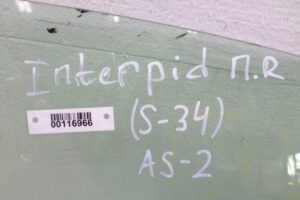 Interpid П.R
00116966
(S-34)
AS-2